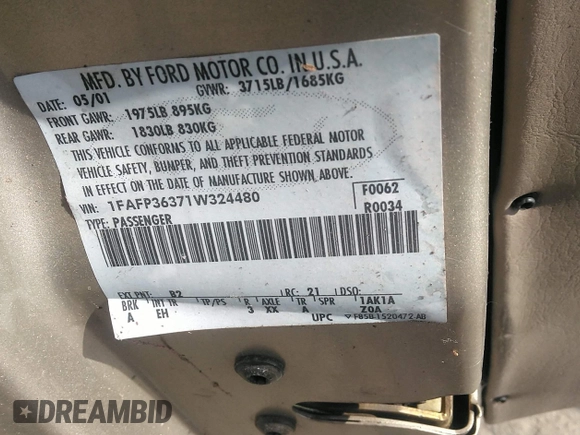 MFD. BY FORD MOTOR CO. IN U.S.A.
DATE: 05/01 GVWR: 3715LB/1685KG
FRONT GAWR: 1975LB 895KG
REAR GAWR: 1830LB 830KG
THIS VEHICLE CONFORMS TO ALL APPLICABLE FEDERAL MOTOR
VEHICLE SAFETY, BUMPER, AND THEFT PREVENTION STANDARDS
IN EFFECT ON THE DATE OF MANUFACTURE SHOWN ABOVE.
VIN: 1FAFP36371W324480 F0062
TYPE: PASSENGER R0034
EXT PNT: B2 RC: 21 DSO:
BRK INT TR TP/PS R AXLE TR SPR 1AK1A
A EH 3 XX A Z0A
UPC F85B-1520472-AB
DREAMBID